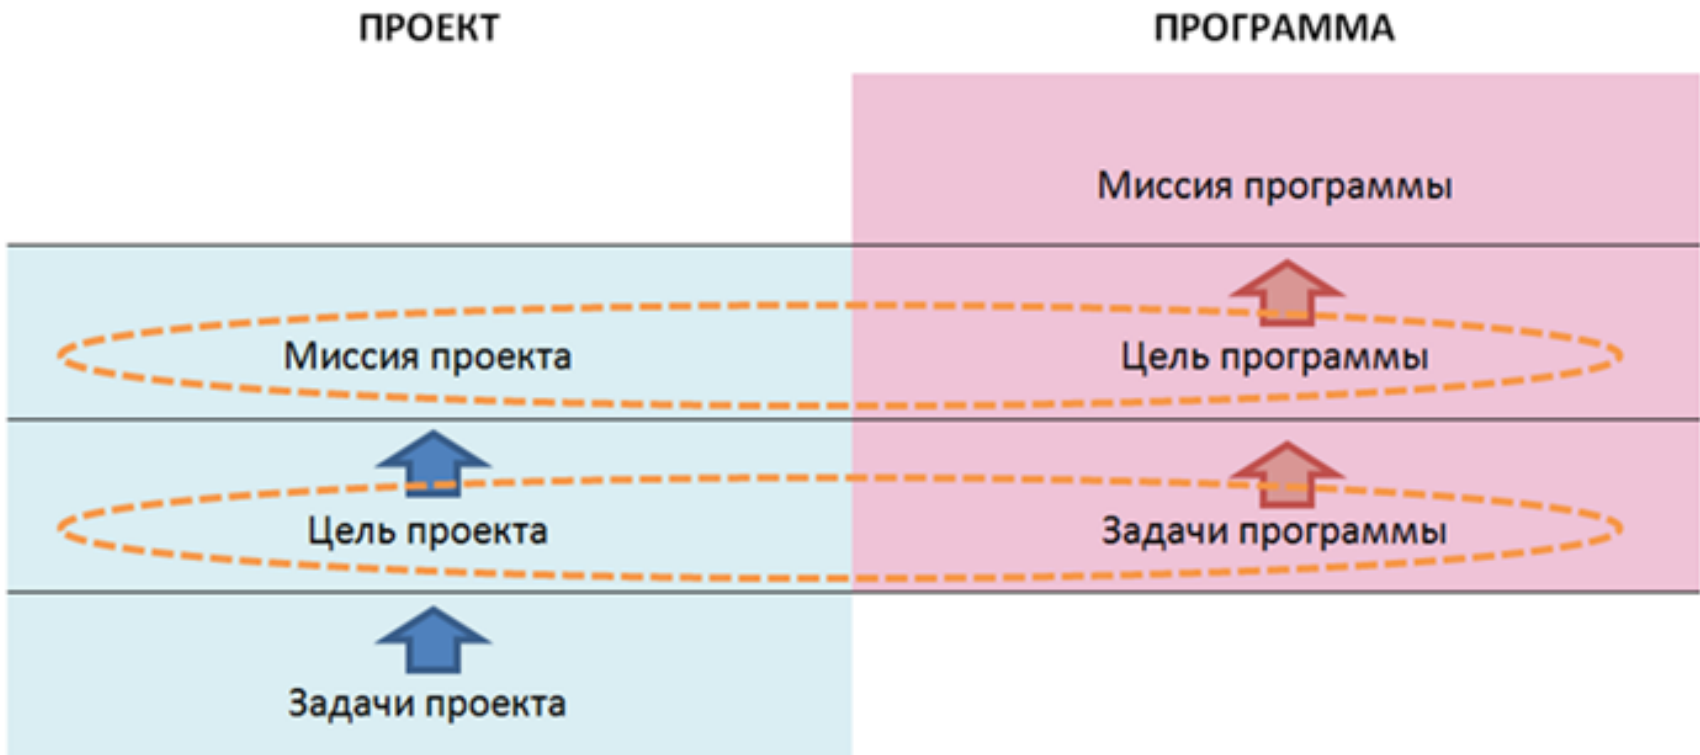 ПРОЕКТ
ПРОГРАММА
Миссия программы
Миссия проекта
Цель программы
Цель проекта
Задачи программы
Задачи проекта